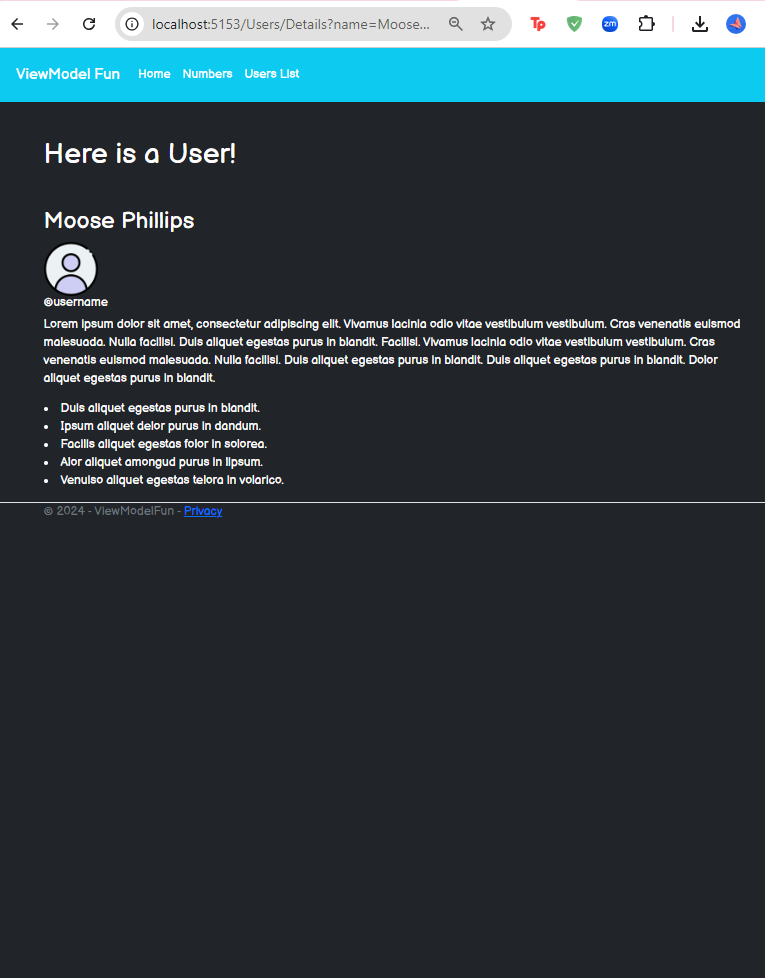 localhost:5153/Users/Details?name=Moose...
Tp
zm
ViewModel Fun Home Numbers Users List
Here is a User!
Moose Phillips
@username
Lorem ipsum dolor sit amet, consectetur adipiscing elit. Vivamus lacinia odio vitae vestibulum vestibulum. Cras venenatis euismod
malesuada. Nulla facilisi. Duis aliquet egestas purus in blandit. Facilisi. Vivamus lacinia odio vitae vestibulum vestibulum. Cras
venenatis euismod malesuada. Nulla facilisi. Duis aliquet egestas purus in blandit. Duis aliquet egestas purus in blandit. Dolor
aliquet egestas purus in blandit.
• Duis aliquet egestas purus in blandit.
• Ipsum aliquet delor purus in dandum.
• Facilis aliquet egestas folor in solorea.
• Alor aliquet amongud purus in lipsum.
• Venulso aliquet egestas telora in volarico.
© 2024 - ViewModelFun - Privacy